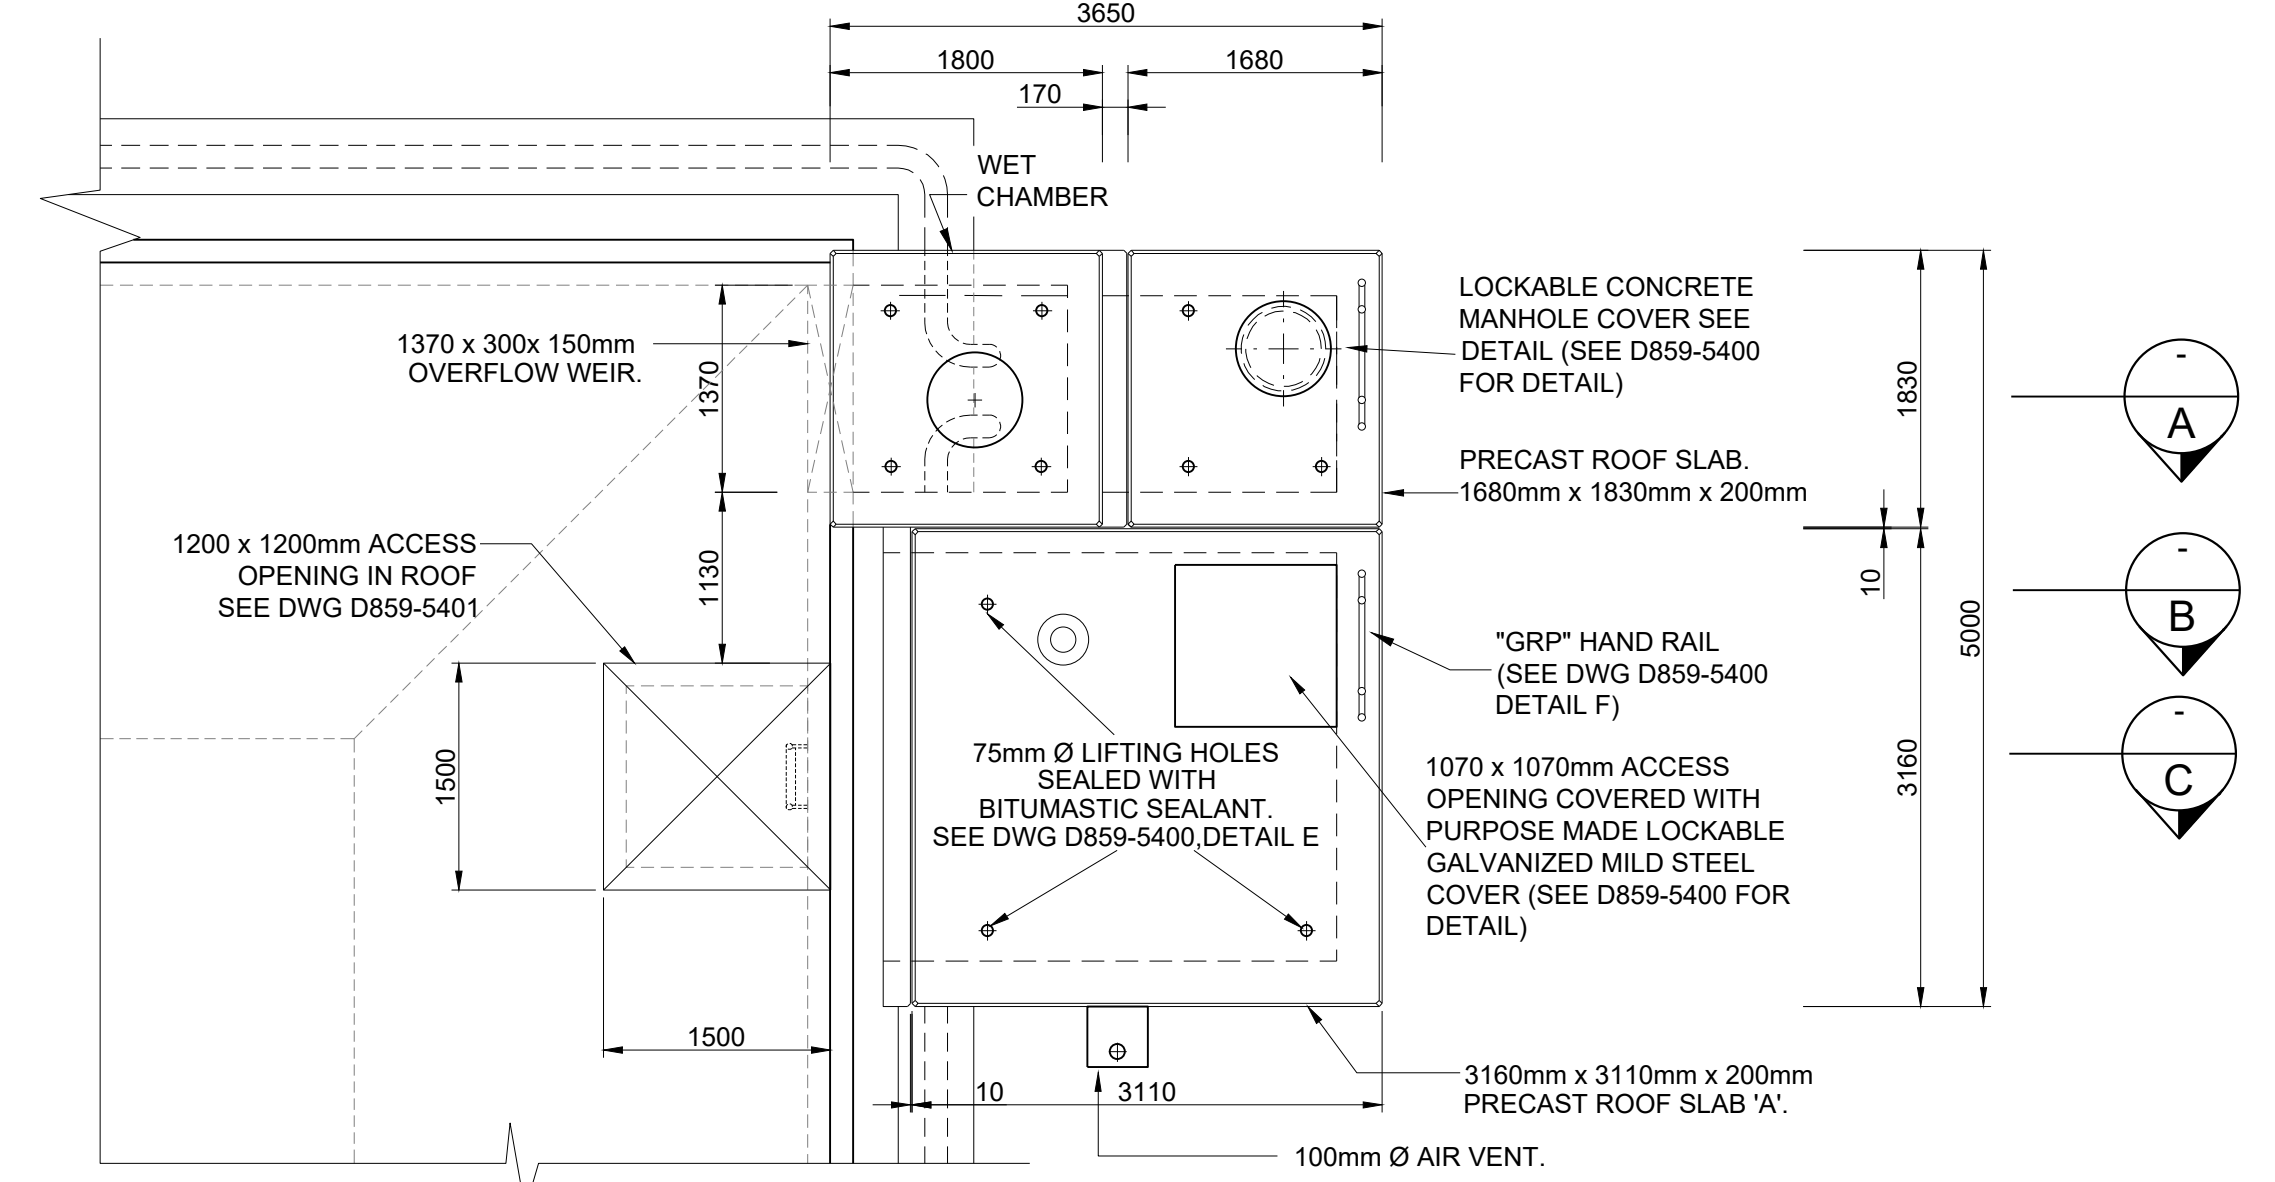 3650
1800
1680
170
WET
CHAMBER
LOCKABLE CONCRETE
MANHOLE COVER SEE
DETAIL (SEE D859-5400
FOR DETAIL)
1370 x 300x 150mm
OVERFLOW WEIR.
1370
1830
-
A
PRECAST ROOF SLAB.
1680mm x 1830mm x 200mm
1200 x 1200mm ACCESS
OPENING IN ROOF
SEE DWG D859-5401
1130
10
5000
-
B
"GRP" HAND RAIL
(SEE DWG D859-5400
DETAIL F)
75mm Ø LIFTING HOLES
SEALED WITH
BITUMASTIC SEALANT.
SEE DWG D859-5400,DETAIL E
1500
1070 x 1070mm ACCESS
OPENING COVERED WITH
PURPOSE MADE LOCKABLE
GALVANIZED MILD STEEL
COVER (SEE D859-5400 FOR
DETAIL)
3160
-
C
1500
10
3110
3160mm x 3110mm x 200mm
PRECAST ROOF SLAB 'A'.
100mm Ø AIR VENT.